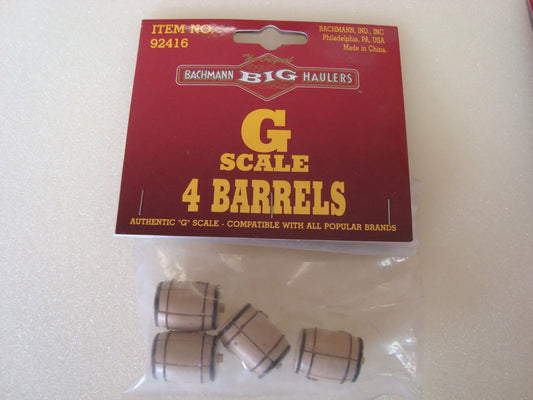 ITEM NO.
92416
BACHMANN, IND., INC
Philadelphia, PA, USA
Made in China.
The Original
BACHMANN BIG HAULERS
G
SCALE
4 BARRELS
AUTHENTIC "G" SCALE - COMPATIBLE WITH ALL POPULAR BRANDS